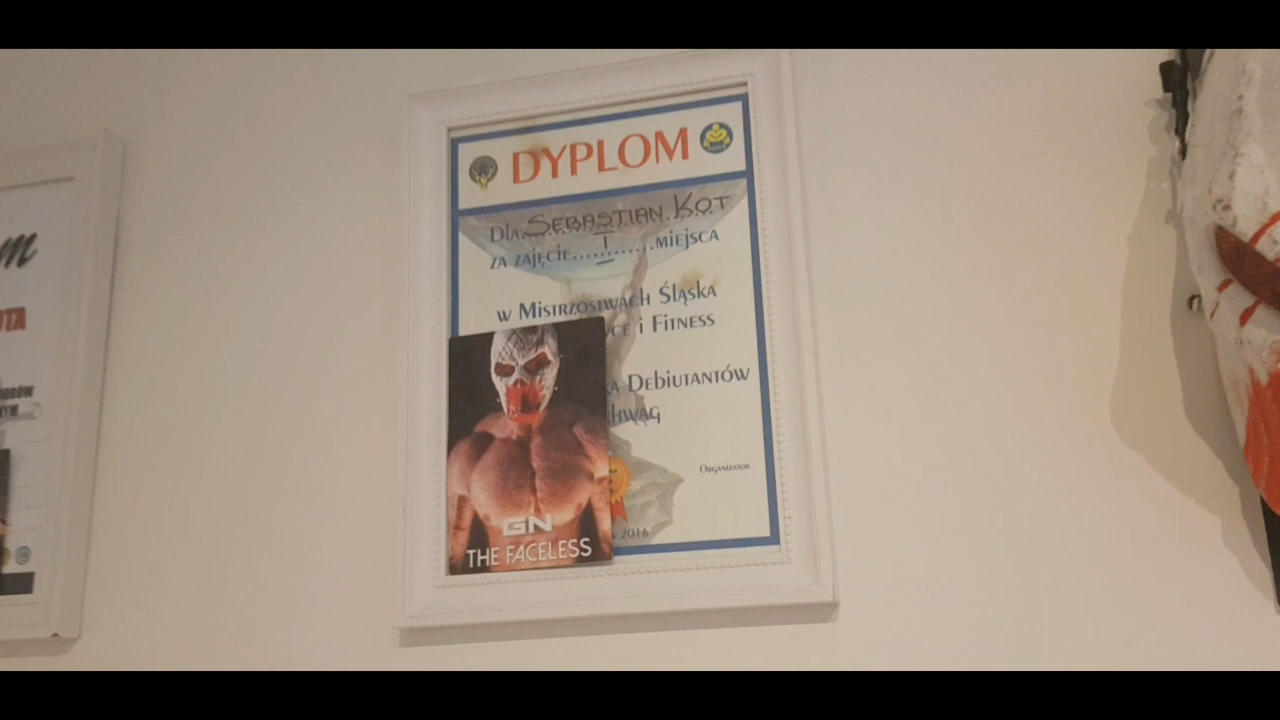 DYPLOM
Dla...SEBASTIAN KOT
za zajęcie......I......miejsca
w Mistrzostwach Śląska
i Fitness
Debiutantów
Organizator
2016
GN
THE FACELESS